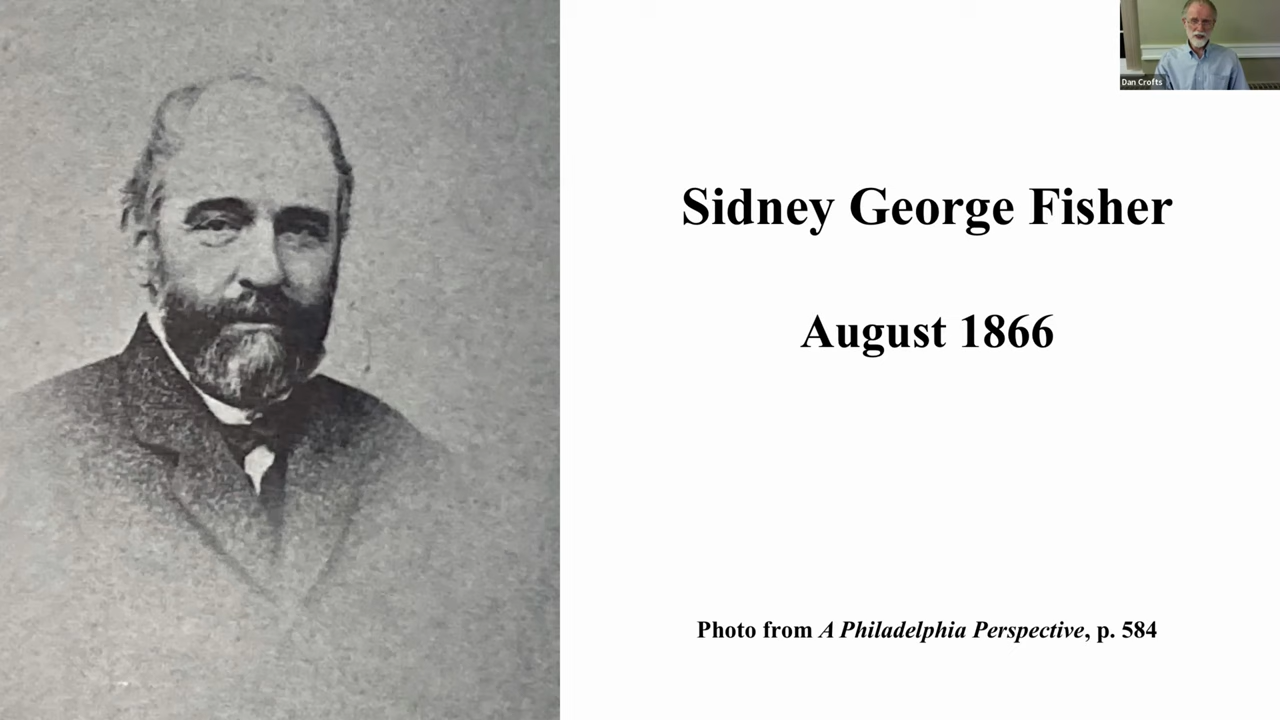 Dan Crofts
Sidney George Fisher
August 1866
Photo from A Philadelphia Perspective, p. 584